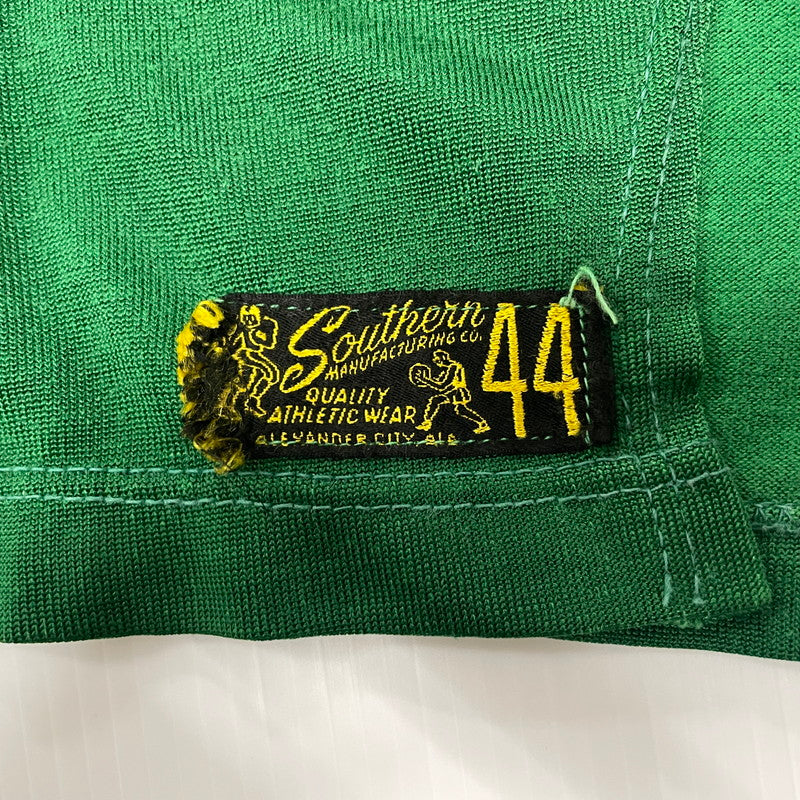 Southern
MANUFACTURING CO.
QUALITY
ATHLETIC WEAR
ALEXANDER CITY, ALA.
44